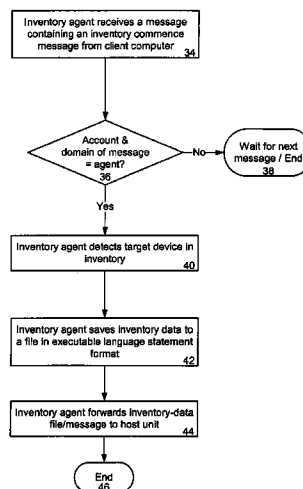 Inventory agent receives a message
containing an inventory commence
message from client computer
34
Account &
domain of message
= agent?
36
No
Wait for next
message / End
38
Yes
Inventory agent detects target device in
inventory
40
Inventory agent saves inventory data to
a file in executable language statement
format
42
Inventory agent forwards inventory-data
file/message to host unit
44
End
46